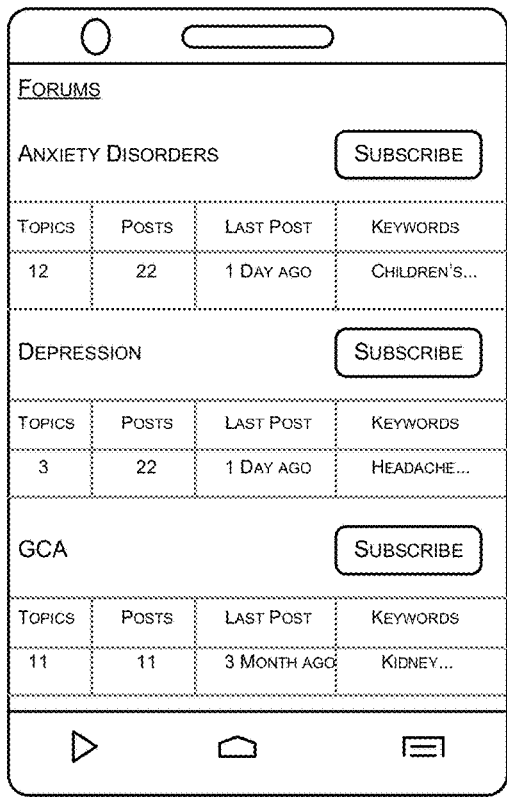 FORUMS
ANXIETY DISORDERS SUBSCRIBE
TOPICS POSTS LAST POST KEYWORDS
12 22 1 DAY AGO CHILDREN'S...
DEPRESSION SUBSCRIBE
TOPICS POSTS LAST POST KEYWORDS
3 22 1 DAY AGO HEADACHE...
GCA SUBSCRIBE
TOPICS POSTS LAST POST KEYWORDS
11 11 3 MONTH AGO KIDNEY...